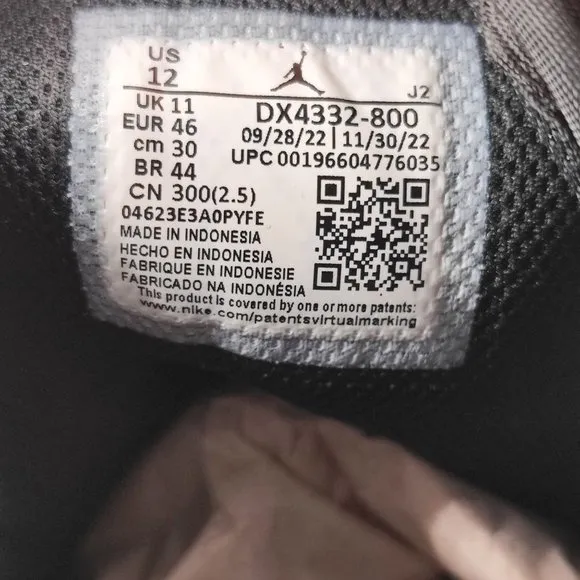 US
12
J2
UK 11
DX4332-800
EUR 46
09/28/22 | 11/30/22
cm 30
UPC 00196604776035
BR 44
CN 300(2.5)
04623E3A0PYFE
MADE IN INDONESIA
HECHO EN INDONESIA
FABRIQUE EN INDONESIE
FABRICADO NA INDONÉSIA
This product is covered by one or more patents:
www.nike.com/patentsvirtualmarking